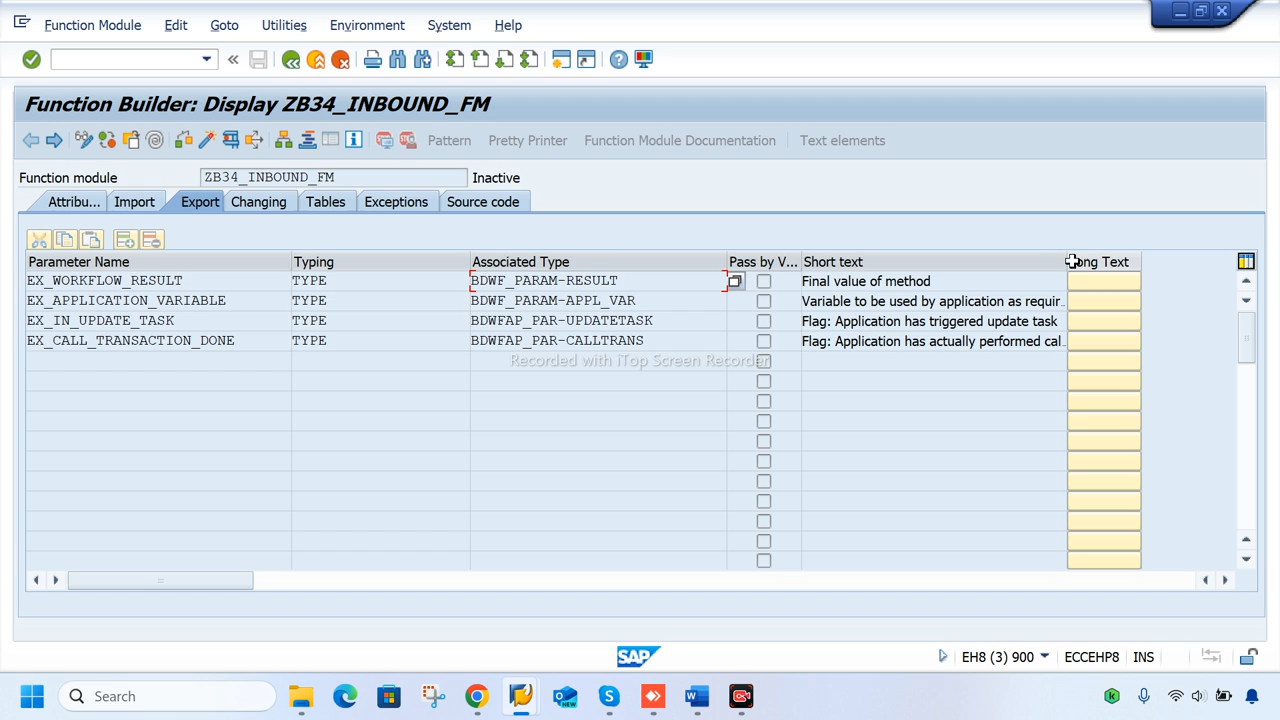 Function Module Edit Goto Utilities Environment System Help
Function Builder: Display ZB34_INBOUND_FM
Pattern Pretty Printer Function Module Documentation Text elements
Function module ZB34_INBOUND_FM Inactive
Attribu... Import Export Changing Tables Exceptions Source code
Parameter Name Typing Associated Type Pass by V... Short text ong Text
EX_WORKFLOW_RESULT TYPE BDWF_PARAM-RESULT Final value of method
EX_APPLICATION_VARIABLE TYPE BDWF_PARAM-APPL_VAR Variable to be used by application as requir..
EX_IN_UPDATE_TASK TYPE BDWFAP_PAR-UPDATETASK Flag: Application has triggered update task
EX_CALL_TRANSACTION_DONE TYPE BDWFAP_PAR-CALLTRANS Flag: Application has actually performed cal..
Recorded with iTop Screen Recorder
SAP EH8 (3) 900 ECCEHP8 INS
Search